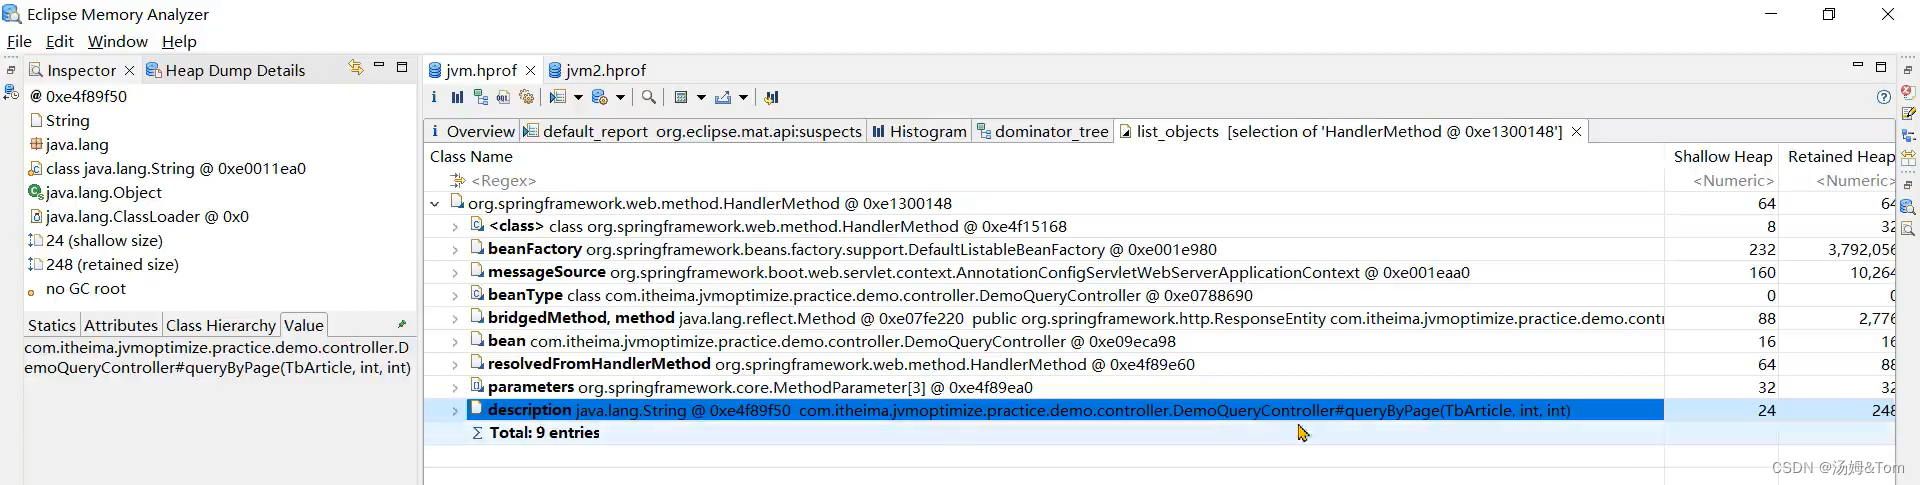 Eclipse Memory Analyzer
File Edit Window Help
Inspector Heap Dump Details
@ 0xe4f89f50
String
java.lang
class java.lang.String @ 0xe0011ea0
java.lang.Object
java.lang.ClassLoader @ 0x0
24 (shallow size)
248 (retained size)
no GC root
Statics Attributes Class Hierarchy Value
com.itheima.jvmoptimize.practice.demo.controller.D
emoQueryController#queryByPage(TbArticle, int, int)
jvm.hprof jvm2.hprof
i Overview default_report org.eclipse.mat.api:suspects Histogram dominator_tree list_objects [selection of 'HandlerMethod @ 0xe1300148']
Class Name Shallow Heap Retained Heap
<Regex> <Numeric> <Numeric>
org.springframework.web.method.HandlerMethod @ 0xe1300148 64 64
<class> class org.springframework.web.method.HandlerMethod @ 0xe4f15168 8 32
beanFactory org.springframework.beans.factory.support.DefaultListableBeanFactory @ 0xe001e980 232 3,792,056
messageSource org.springframework.boot.web.servlet.context.AnnotationConfigServletWebServerApplicationContext @ 0xe001eaa0 160 10,264
beanType class com.itheima.jvmoptimize.practice.demo.controller.DemoQueryController @ 0xe0788690 0 0
bridgedMethod, method java.lang.reflect.Method @ 0xe07fe220 public org.springframework.http.ResponseEntity com.itheima.jvmoptimize.practice.demo.contr 88 2,776
bean com.itheima.jvmoptimize.practice.demo.controller.DemoQueryController @ 0xe09eca98 16 16
resolvedFromHandlerMethod org.springframework.web.method.HandlerMethod @ 0xe4f89e60 64 88
parameters org.springframework.core.MethodParameter[3] @ 0xe4f89ea0 32 32
description java.lang.String @ 0xe4f89f50 com.itheima.jvmoptimize.practice.demo.controller.DemoQueryController#queryByPage(TbArticle, int, int) 24 248
Σ Total: 9 entries
CSDN @汤姆&Tom